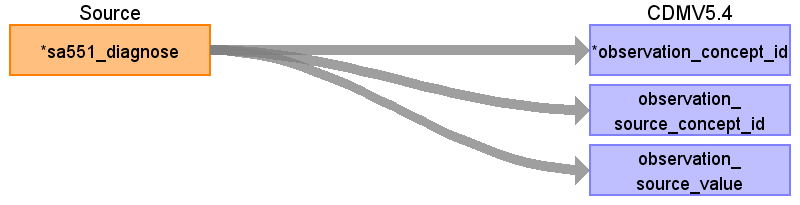 Source
CDMV5.4
*sa551_diagnose
*observation_concept_id
observation_
source_concept_id
observation_
source_value